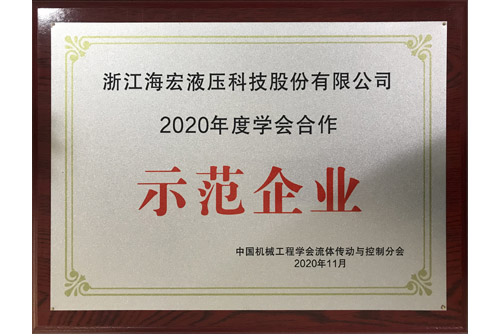 浙江海宏液压科技股份有限公司
2020年度学会合作
示范企业
中国机械工程学会流体传动与控制分会
2020年11月